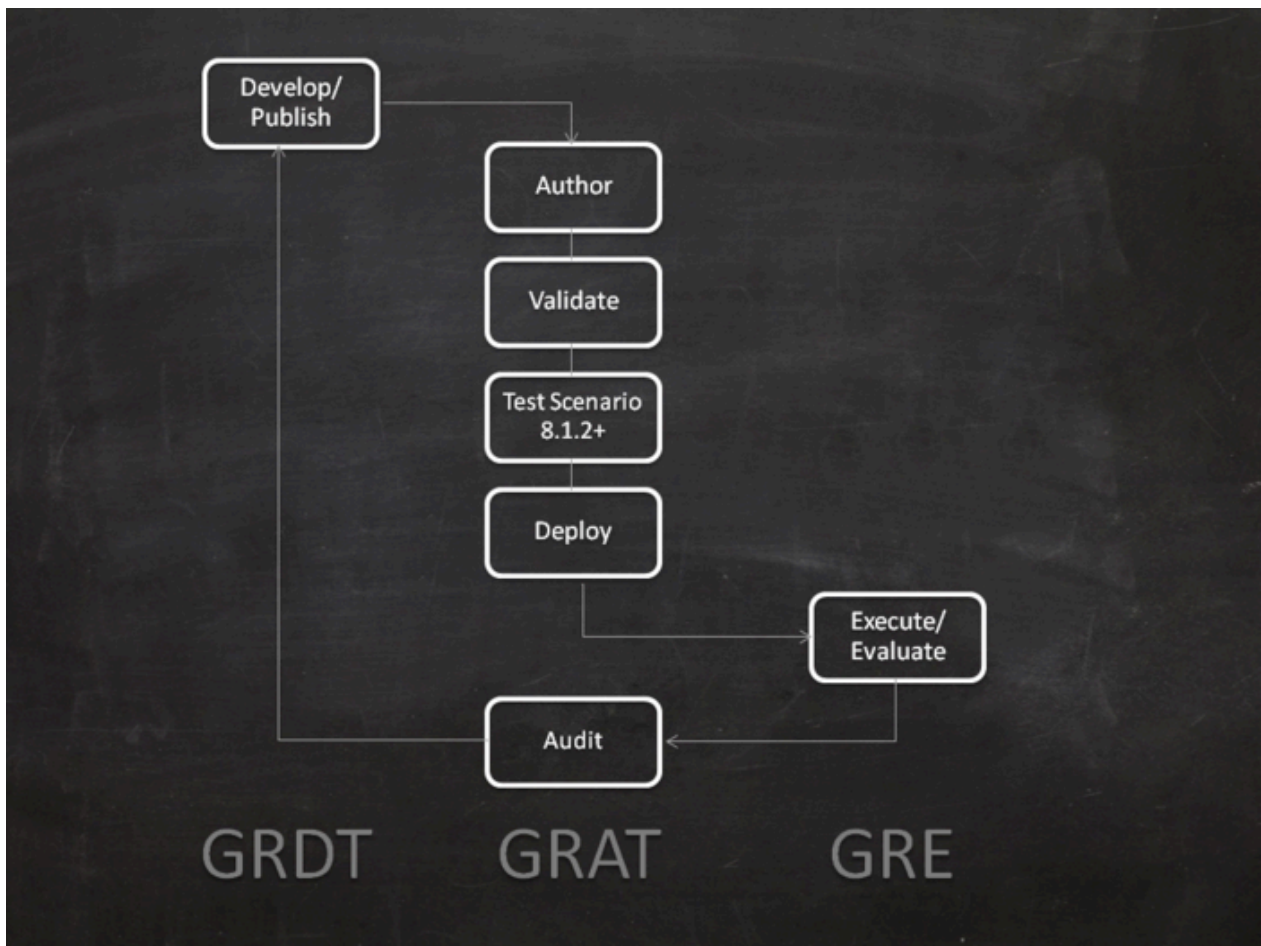 Develop/
Publish
Author
Validate
Test Scenario
8.1.2+
Deploy
Execute/
Evaluate
Audit
GRDT
GRAT
GRE